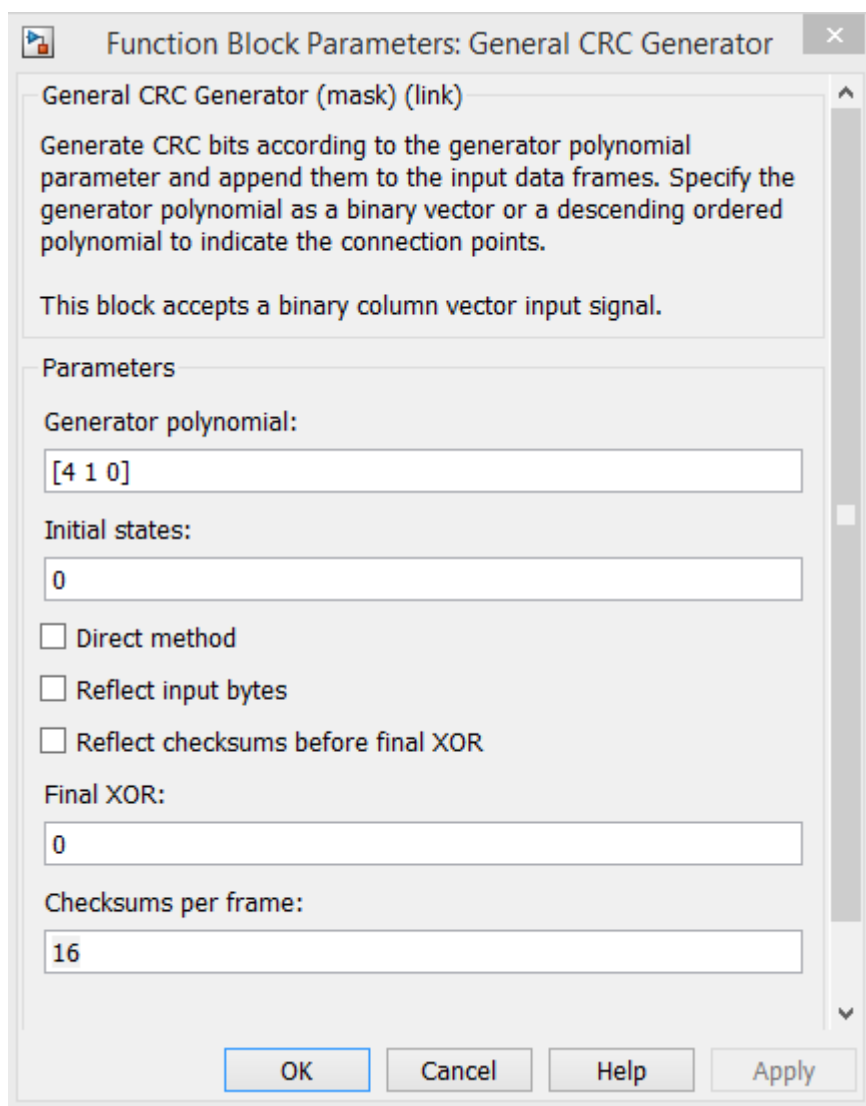 Function Block Parameters: General CRC Generator
General CRC Generator (mask) (link)
Generate CRC bits according to the generator polynomial
parameter and append them to the input data frames. Specify the
generator polynomial as a binary vector or a descending ordered
polynomial to indicate the connection points.
This block accepts a binary column vector input signal.
Parameters
Generator polynomial:
[4 1 0]
Initial states:
0
Direct method
Reflect input bytes
Reflect checksums before final XOR
Final XOR:
0
Checksums per frame:
16
OK Cancel Help Apply